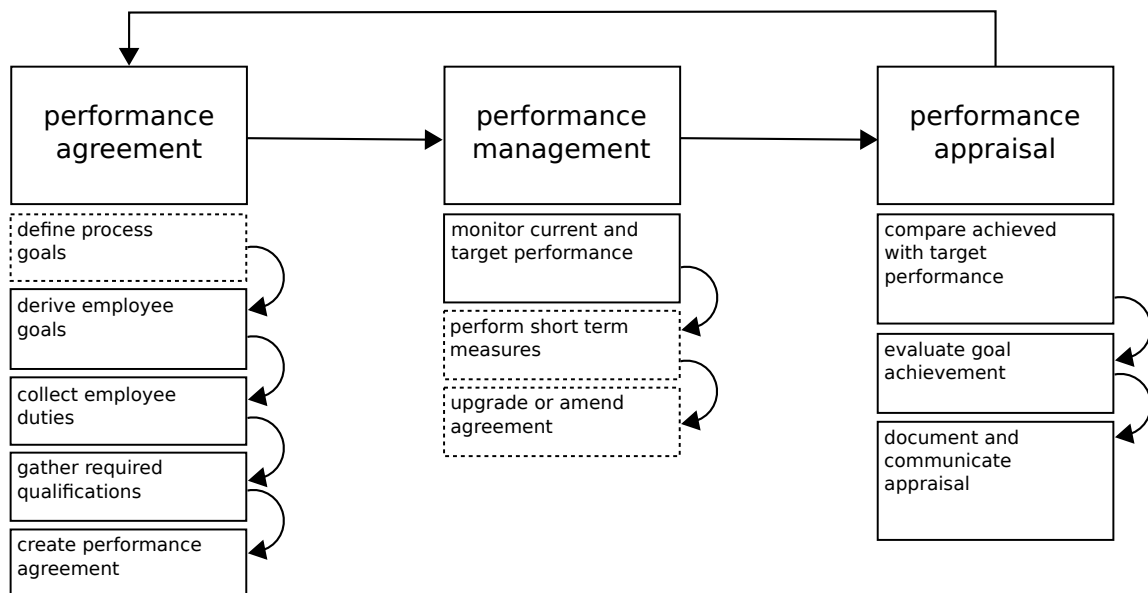 performance
agreement
define process
goals
derive employee
goals
collect employee
duties
gather required
qualifications
create performance
agreement
performance
management
monitor current and
target performance
perform short term
measures
upgrade or amend
agreement
performance
appraisal
compare achieved
with target
performance
evaluate goal
achievement
document and
communicate
appraisal